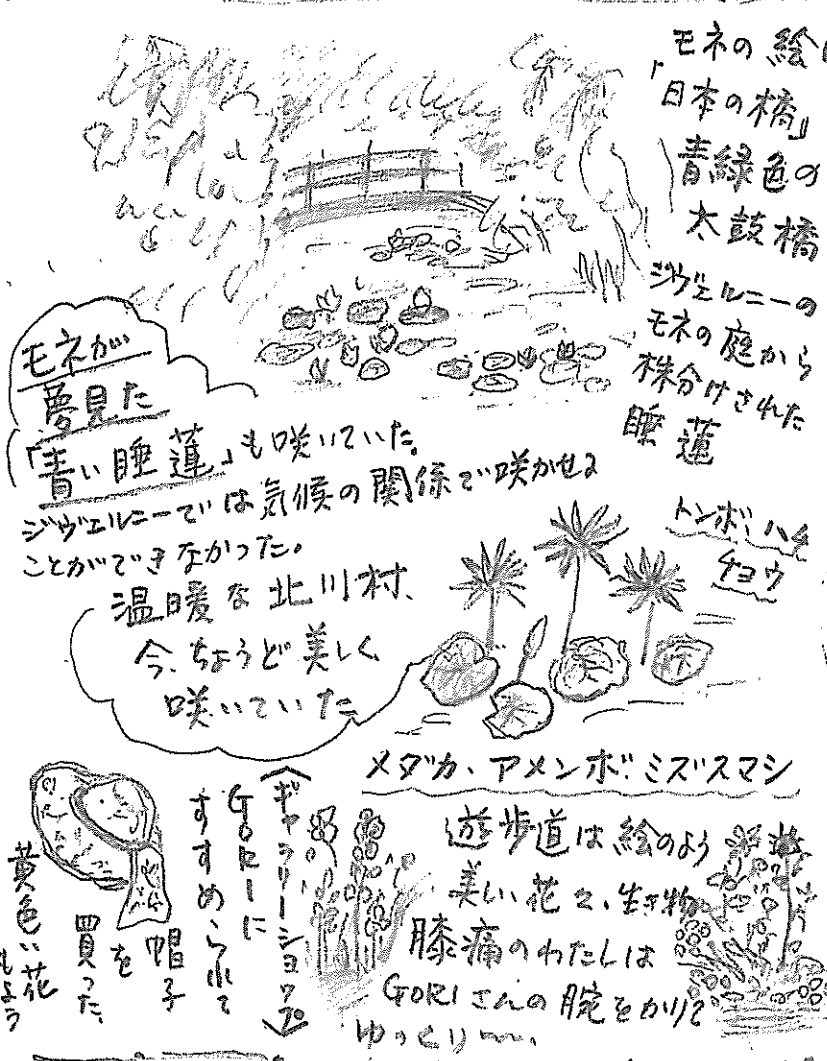 モネの絵
「日本の橋」
青緑色の
太鼓橋
ジヴェルニーの
モネの庭から
株分けされた
睡蓮
モネが
夢見た
「青い睡蓮」も咲いていた。
ジヴェルニーでは気候の関係で咲かせる
ことができなかった。
温暖な北川村、
今、ちょうど美しく
咲いていた
トンボ、ハチ
チョウ
メダカ、アメンボ、ミズスマシ
遊歩道は絵のよう
美しい花々、生き物
膝痛のわたしは
GORIさんの腕をかりて
ゆっくり〜〜、
〈ギャラリーショップ〉
GORIに
すすめられて
帽子
を
買った、
黄色い花
もよう